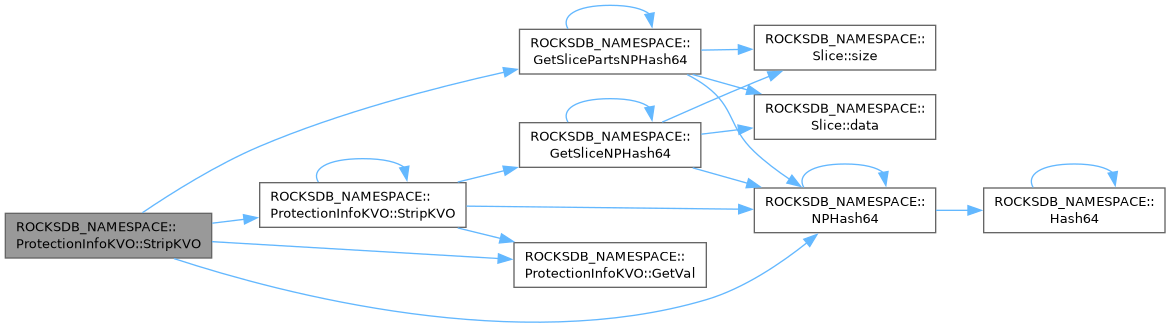 ROCKSDB_NAMESPACE::
ProtectionInfoKVO::StripKVO
ROCKSDB_NAMESPACE::
ProtectionInfoKVO::StripKVO
ROCKSDB_NAMESPACE::
GetSlicePartsNPHash64
ROCKSDB_NAMESPACE::
GetSliceNPHash64
ROCKSDB_NAMESPACE::
ProtectionInfoKVO::GetVal
ROCKSDB_NAMESPACE::
Slice::size
ROCKSDB_NAMESPACE::
Slice::data
ROCKSDB_NAMESPACE::
NPHash64
ROCKSDB_NAMESPACE::
Hash64